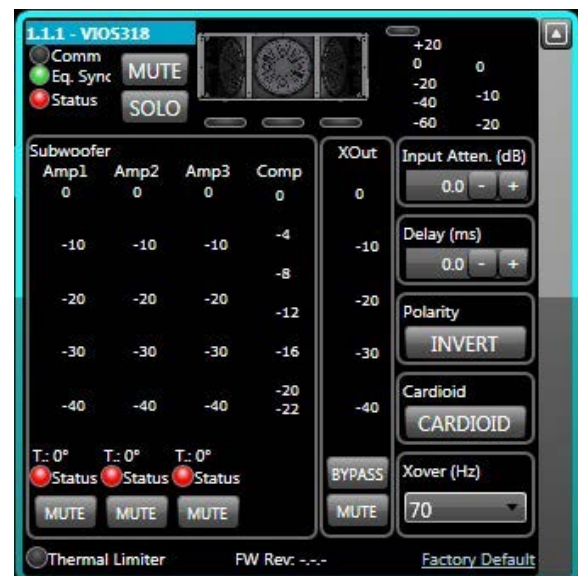 1.1.1 - VIOS318
Comm
Eq. Sync
Status
MUTE
SOLO
+20
0 0
-20
-40 -10
-60 -20
Subwoofer
Amp1 Amp2 Amp3 Comp
0 0 0 0
-4
-10 -10 -10
-8
-20 -20 -20
-12
-30 -30 -30 -16
-20
-40 -40 -40 -22
T.: 0° T.: 0° T.: 0°
Status Status Status
MUTE MUTE MUTE
XOut
0
-10
-20
-30
-40
BYPASS
MUTE
Input Atten. (dB)
0.0 - +
Delay (ms)
0.0 - +
Polarity
INVERT
Cardioid
CARDIOID
Xover (Hz)
70
Thermal Limiter FW Rev: -.-.- Factory Default